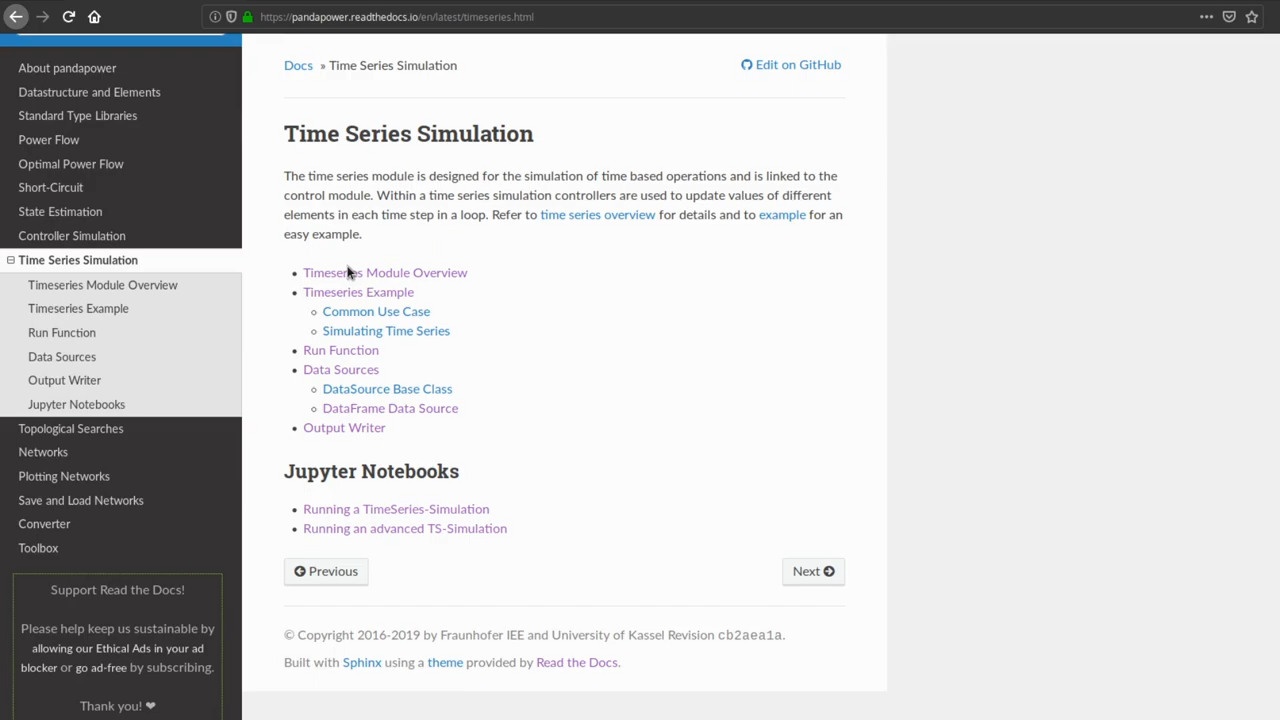 https://pandapower.readthedocs.io/en/latest/timeseries.html
About pandapower
Datastructure and Elements
Standard Type Libraries
Power Flow
Optimal Power Flow
Short-Circuit
State Estimation
Controller Simulation
Time Series Simulation
Timeseries Module Overview
Timeseries Example
Run Function
Data Sources
Output Writer
Jupyter Notebooks
Topological Searches
Networks
Plotting Networks
Save and Load Networks
Converter
Toolbox
Support Read the Docs!
Please help keep us sustainable by
allowing our Ethical Ads in your ad
blocker or go ad-free by subscribing.
Thank you! ❤
Docs » Time Series Simulation
Edit on GitHub
Time Series Simulation
The time series module is designed for the simulation of time based operations and is linked to the
control module. Within a time series simulation controllers are used to update values of different
elements in each time step in a loop. Refer to time series overview for details and to example for an
easy example.
• Timeseries Module Overview
• Timeseries Example
◦ Common Use Case
◦ Simulating Time Series
• Run Function
• Data Sources
◦ DataSource Base Class
◦ DataFrame Data Source
• Output Writer
Jupyter Notebooks
• Running a TimeSeries-Simulation
• Running an advanced TS-Simulation
Previous
Next
© Copyright 2016-2019 by Fraunhofer IEE and University of Kassel Revision cb2aea1a.
Built with Sphinx using a theme provided by Read the Docs.